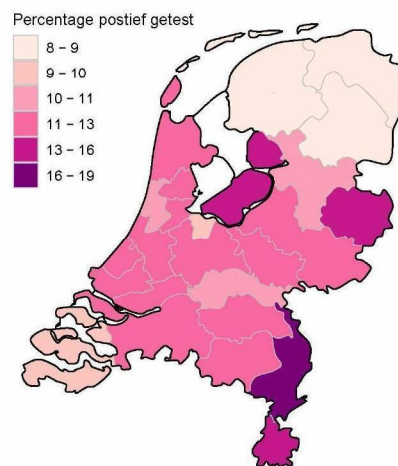 Percentage postief getest
8 – 9
9 – 10
10 – 11
11 – 13
13 – 16
16 – 19